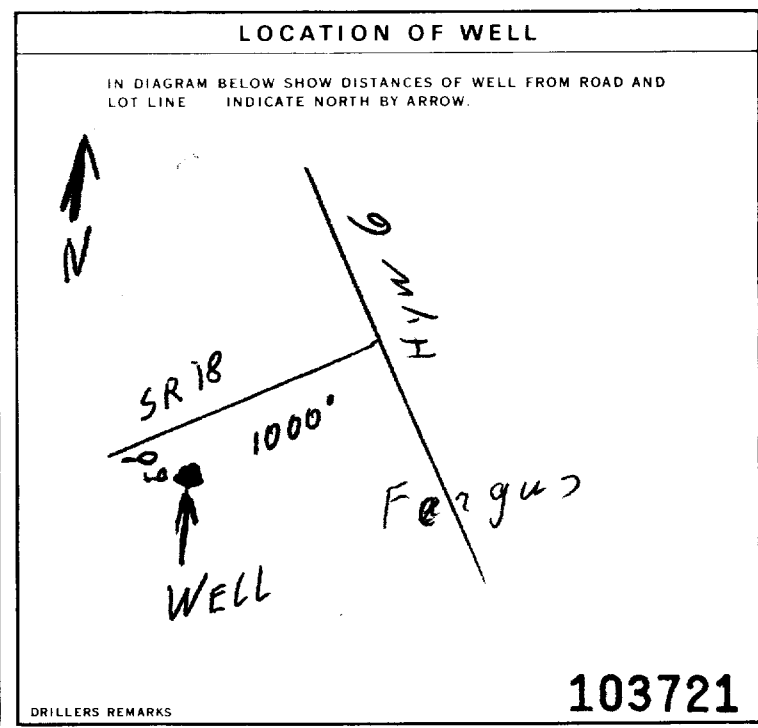 LOCATION OF WELL
IN DIAGRAM BELOW SHOW DISTANCES OF WELL FROM ROAD AND
LOT LINE INDICATE NORTH BY ARROW.
N
HYW 6
SR 18
1000'
Fergus
WELL
DRILLERS REMARKS
103721